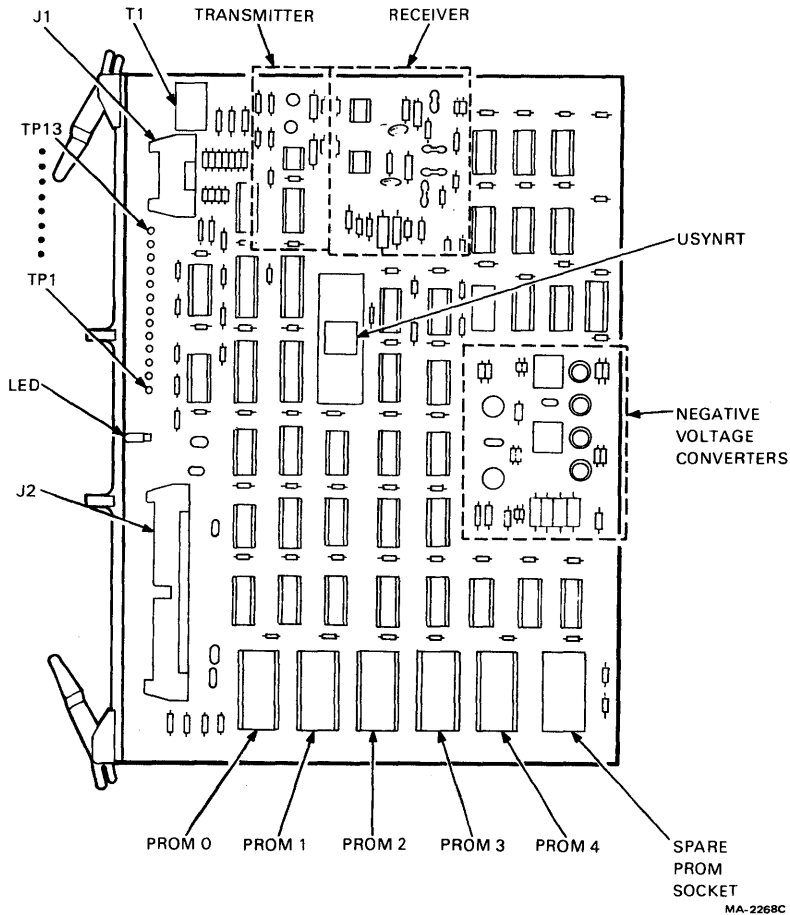 J1
T1
TRANSMITTER
RECEIVER
TP13
USYNRT
TP1
LED
NEGATIVE
VOLTAGE
CONVERTERS
J2
PROM 0
PROM 1
PROM 2
PROM 3
PROM 4
SPARE
PROM
SOCKET
MA-2268C